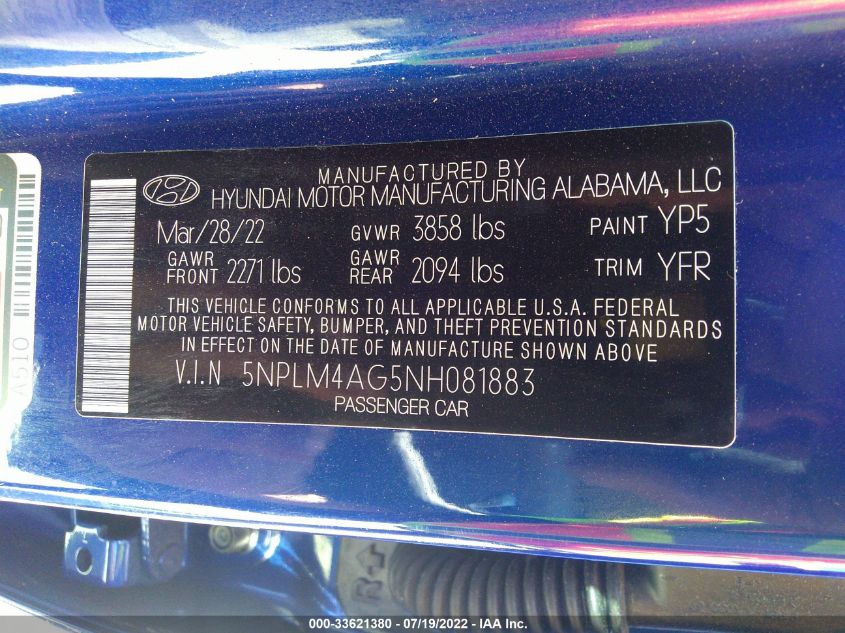 MANUFACTURED BY
HYUNDAI MOTOR MANUFACTURING ALABAMA, LLC
Mar/28/22 GVWR 3858 lbs PAINT YP5
GAWR FRONT 2271 lbs GAWR REAR 2094 lbs TRIM YFR
THIS VEHICLE CONFORMS TO ALL APPLICABLE U.S.A. FEDERAL
MOTOR VEHICLE SAFETY, BUMPER, AND THEFT PREVENTION STANDARDS
IN EFFECT ON THE DATE OF MANUFACTURE SHOWN ABOVE
V.I.N 5NPLM4AG5NH081883
PASSENGER CAR
A510
R
000-33621380 - 07/19/2022 - IAA Inc.